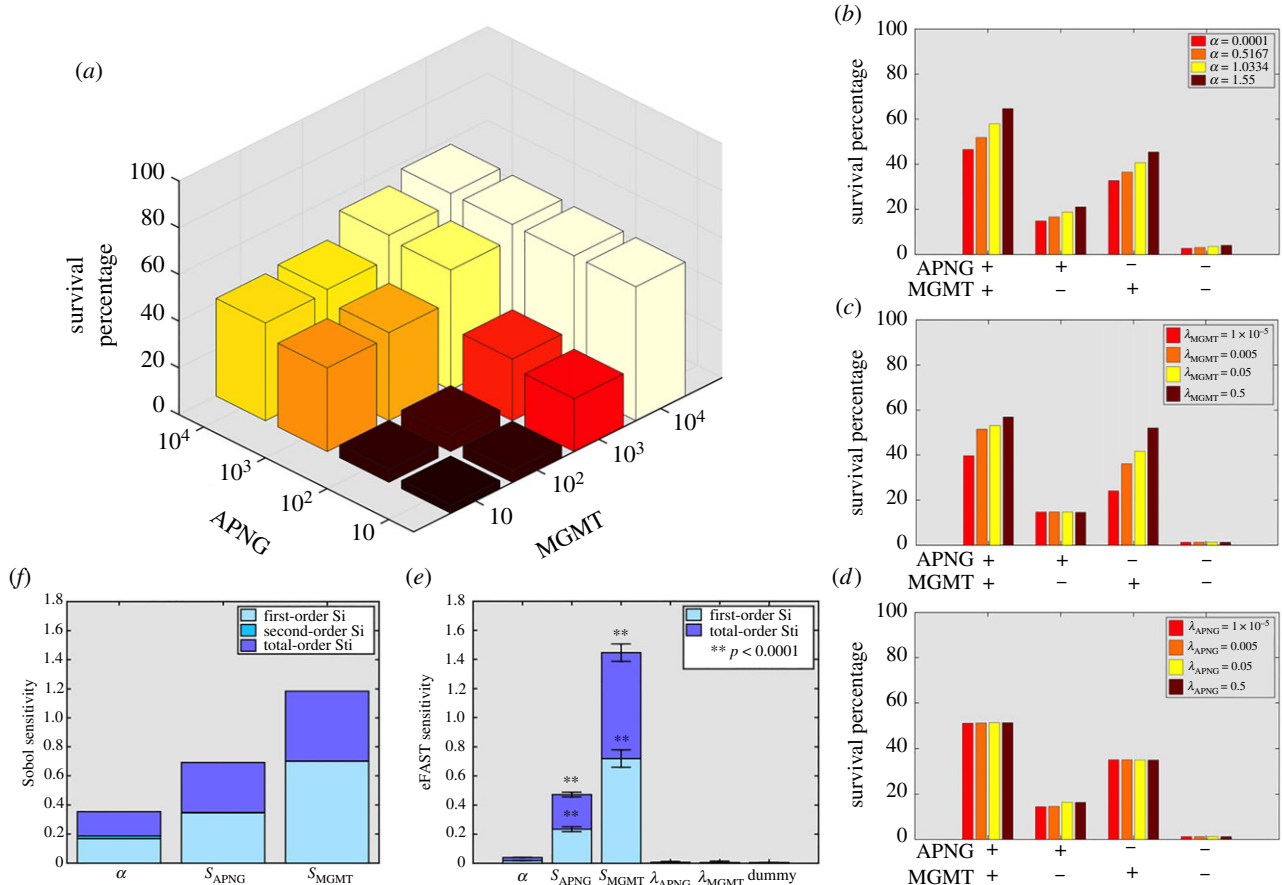 (a)
survival
percentage
100
80
60
40
20
0
10⁴
10³
10²
10
APNG
10
10²
10³
10⁴
MGMT
(b)
survival percentage
100
80
60
40
20
0
α = 0.0001
α = 0.5167
α = 1.0334
α = 1.55
APNG + + – –
MGMT + – + –
(c)
survival percentage
100
80
60
40
20
0
λMGMT = 1 × 10⁻⁵
λMGMT = 0.005
λMGMT = 0.05
λMGMT = 0.5
APNG + + – –
MGMT + – + –
(f)
Sobol sensitivity
1.8
1.6
1.4
1.2
1.0
0.8
0.6
0.4
0.2
0
first-order Si
second-order Si
total-order Sti
α SAPNG SMGMT
(e)
eFAST sensitivity
1.8
1.6
1.4
1.2
1.0
0.8
0.6
0.4
0.2
0
first-order Si
total-order Sti
** p < 0.0001
**
**
**
**
α SAPNG SMGMT λAPNG λMGMT dummy
(d)
survival percentage
100
80
60
40
20
0
λAPNG = 1 × 10⁻⁵
λAPNG = 0.005
λAPNG = 0.05
λAPNG = 0.5
APNG + + – –
MGMT + – + –